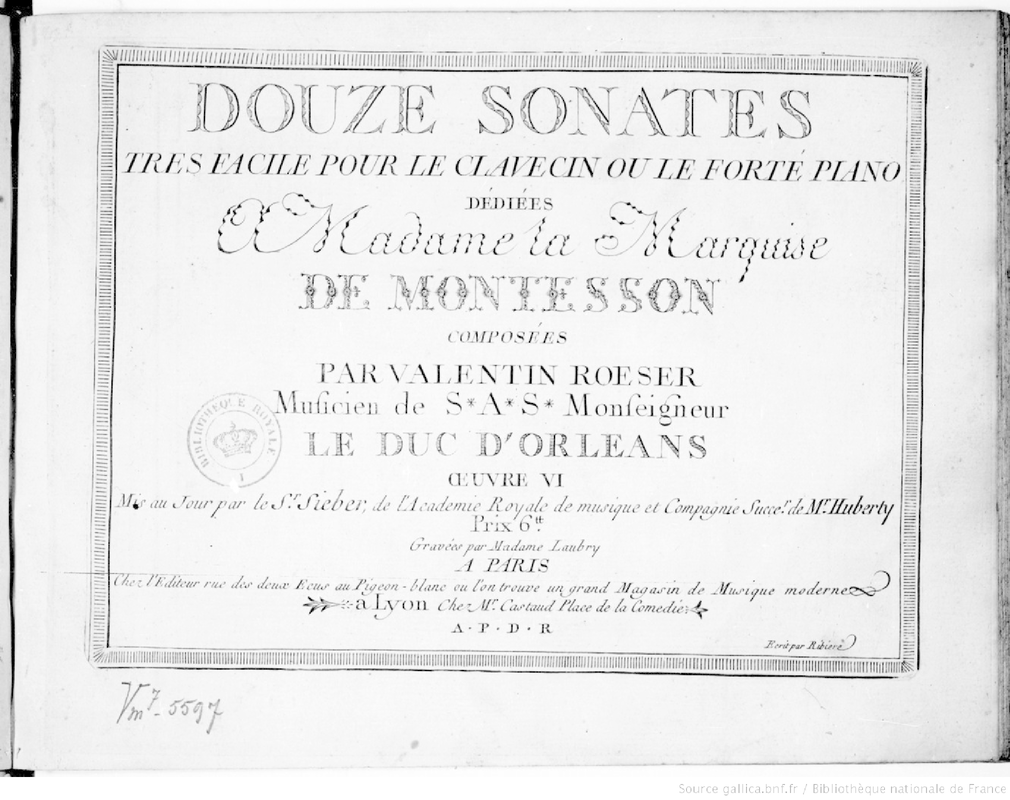 DOUZE SONATES
TRES FACILE POUR LE CLAVECIN OU LE FORTÉ PIANO
DÉDIÉES
A Madame la Marquise
DE MONTESSON
COMPOSÉES
PAR VALENTIN ROESER
Musicien de S*A*S* Monseigneur
LE DUC D'ORLEANS
BIBLIOTHEQUE ROYALE
ŒUVRE VI
Mis au Jour par le Sr. Sieber, de l'Academie Royale de musique et Compagnie Succer. de Mr. Huberty
Prix 6tt.
Gravées par Madame Laubry
A PARIS
Chez l'Editeur rue des deux Ecus au Pigeon-blanc ou l'on trouve un grand Magasin de Musique moderne
a Lyon Chez Mr. Castaud Place de la Comedie
A·P·D·R
Ecrit par Ribiere
Vm7. 5597
Source gallica.bnf.fr / Bibliothèque nationale de France